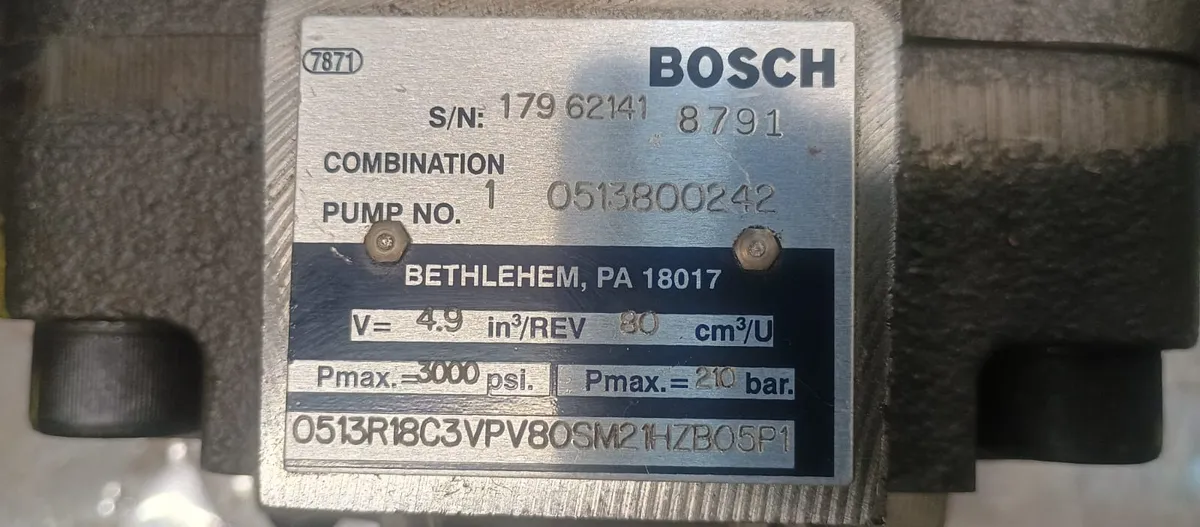 7871
BOSCH
S/N: 179 62141 8791
COMBINATION
PUMP NO. 1 0513800242
BETHLEHEM, PA 18017
V= 4.9 in³/REV 80 cm³/U
Pmax.=3000 psi. Pmax.=210 bar.
0513R18C3VPV80SM21HZB05P1